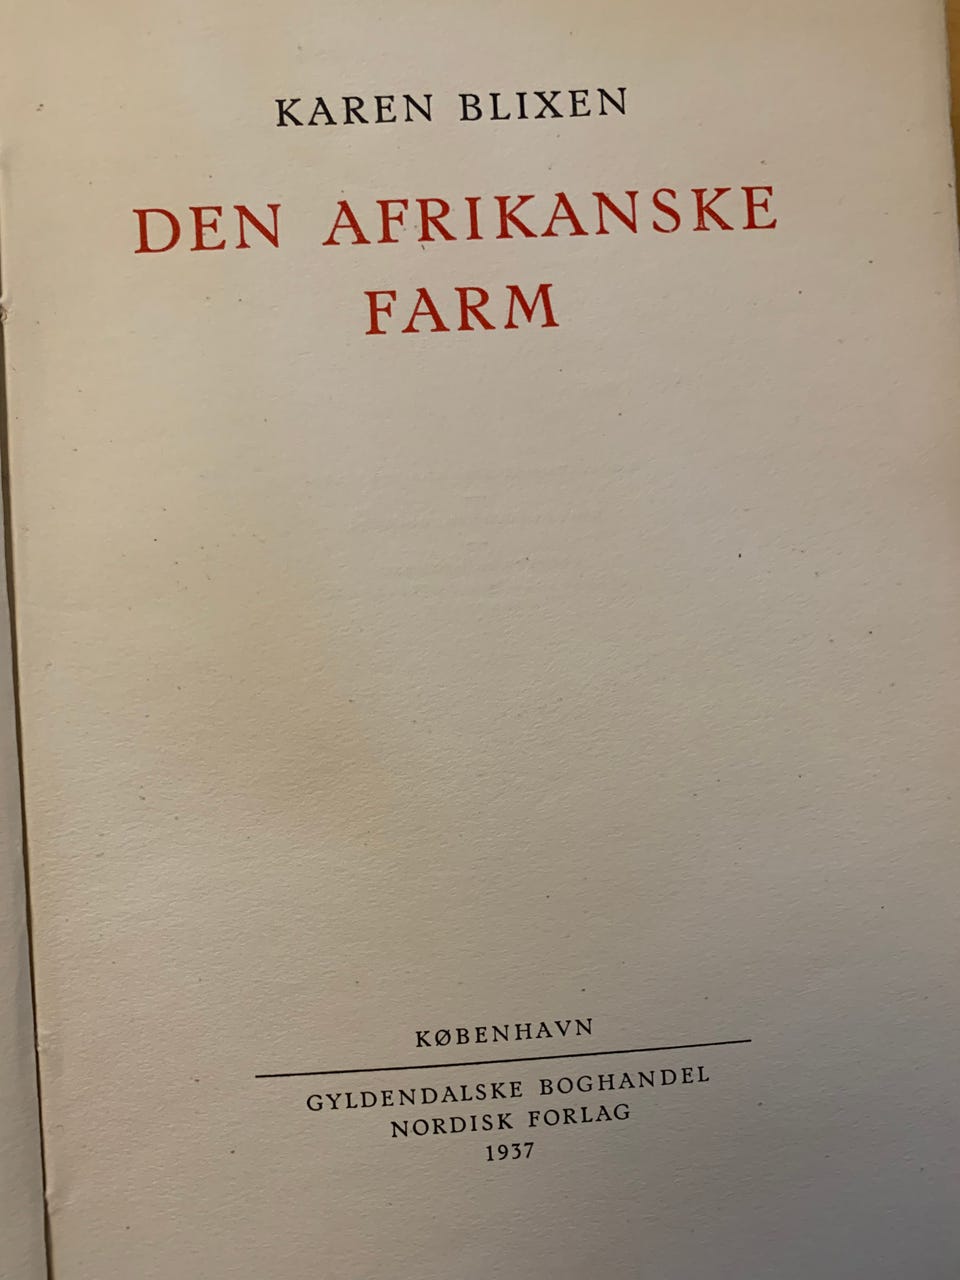 KAREN BLIXEN
DEN AFRIKANSKE
FARM
KØBENHAVN
GYLDENDALSKE BOGHANDEL
NORDISK FORLAG
1937